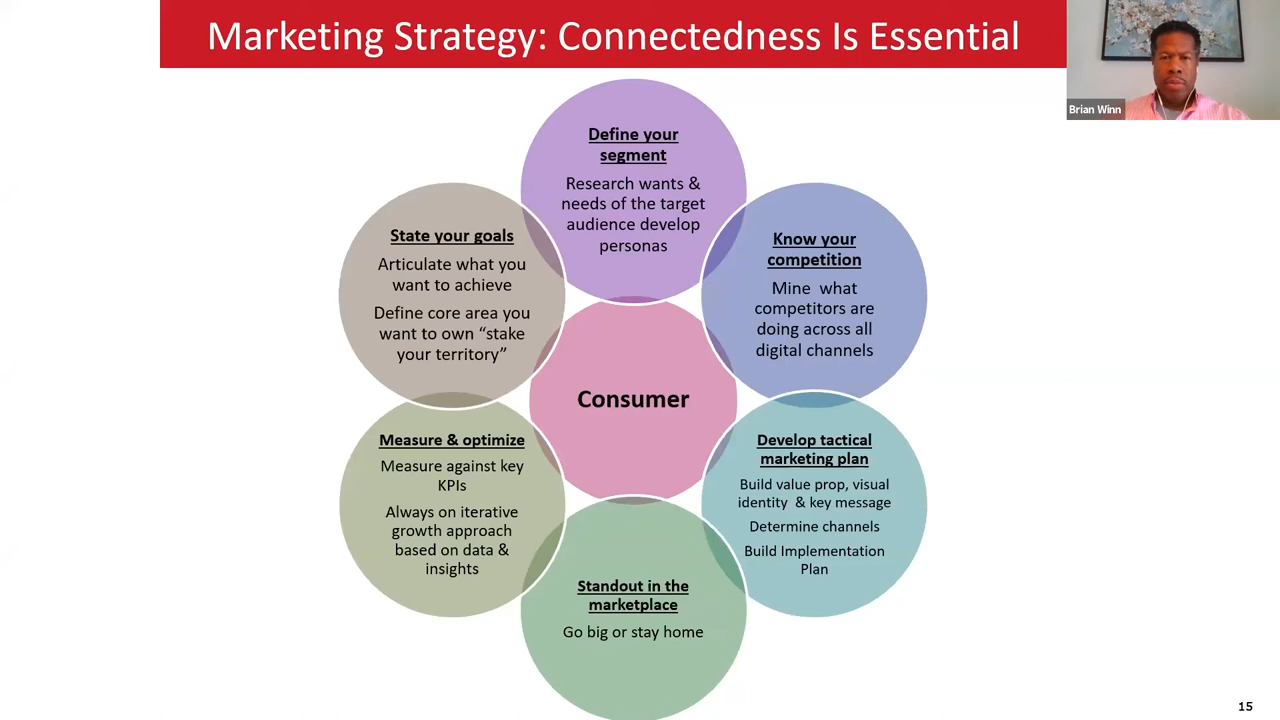 Marketing Strategy: Connectedness Is Essential
Brian Winn
Define your
segment
Research wants &
needs of the target
audience develop
personas
Know your
competition
Mine what
competitors are
doing across all
digital channels
Develop tactical
marketing plan
Build value prop, visual
identity & key message
Determine channels
Build Implementation
Plan
Standout in the
marketplace
Go big or stay home
Measure & optimize
Measure against key
KPIs
Always on iterative
growth approach
based on data &
insights
State your goals
Articulate what you
want to achieve
Define core area you
want to own “stake
your territory”
Consumer
15